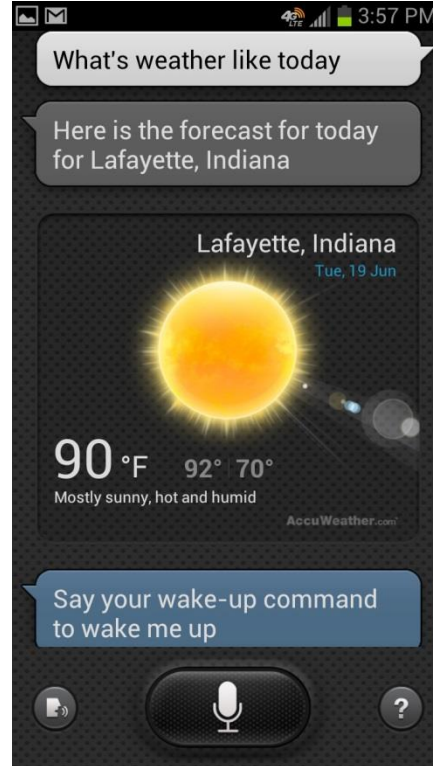 4G LTE 3:57 PM
What's weather like today
Here is the forecast for today
for Lafayette, Indiana
Lafayette, Indiana
Tue, 19 Jun
90 °F 92° 70°
Mostly sunny, hot and humid
AccuWeather.com
Say your wake-up command
to wake me up
?